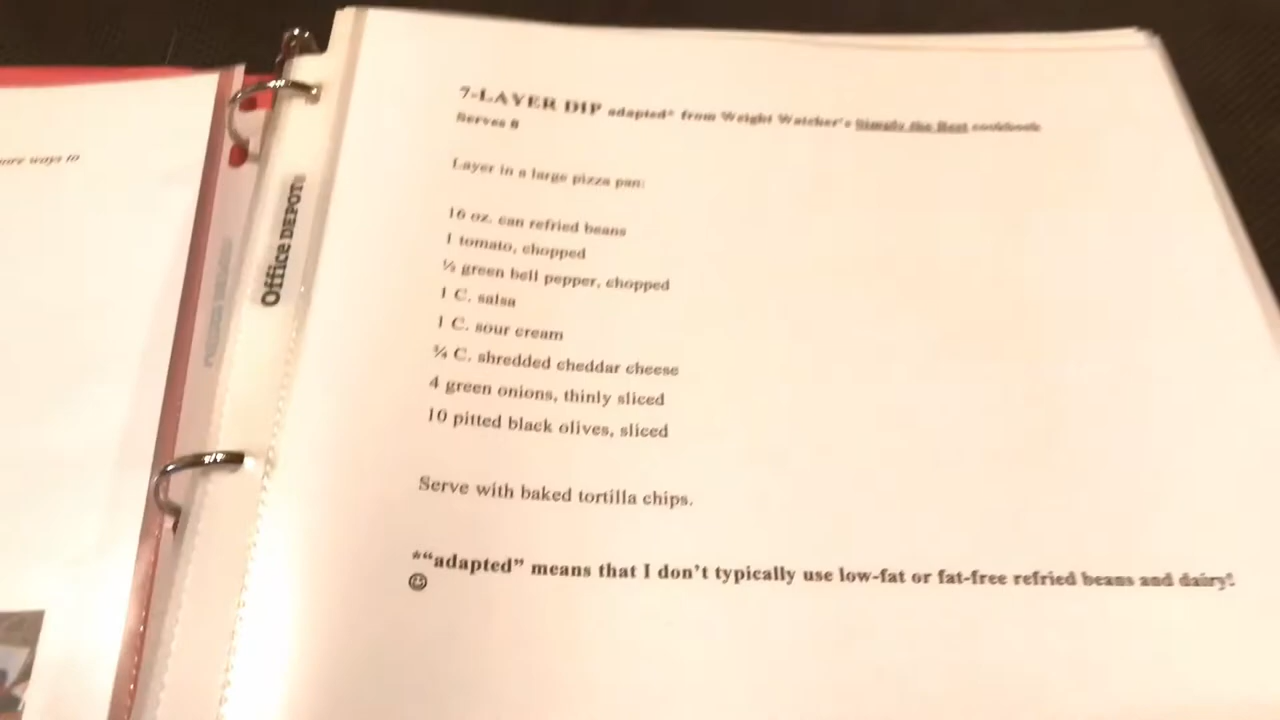 more ways to
Office DEPOT
7-LAYER DIP adapted* from Weight Watcher's Simply the Best cookbook
Serves 8
Layer in a large pizza pan:
16 oz. can refried beans
1 tomato, chopped
½ green bell pepper, chopped
1 C. salsa
1 C. sour cream
¾ C. shredded cheddar cheese
4 green onions, thinly sliced
10 pitted black olives, sliced
Serve with baked tortilla chips.
*“adapted” means that I don’t typically use low-fat or fat-free refried beans and dairy!
☺